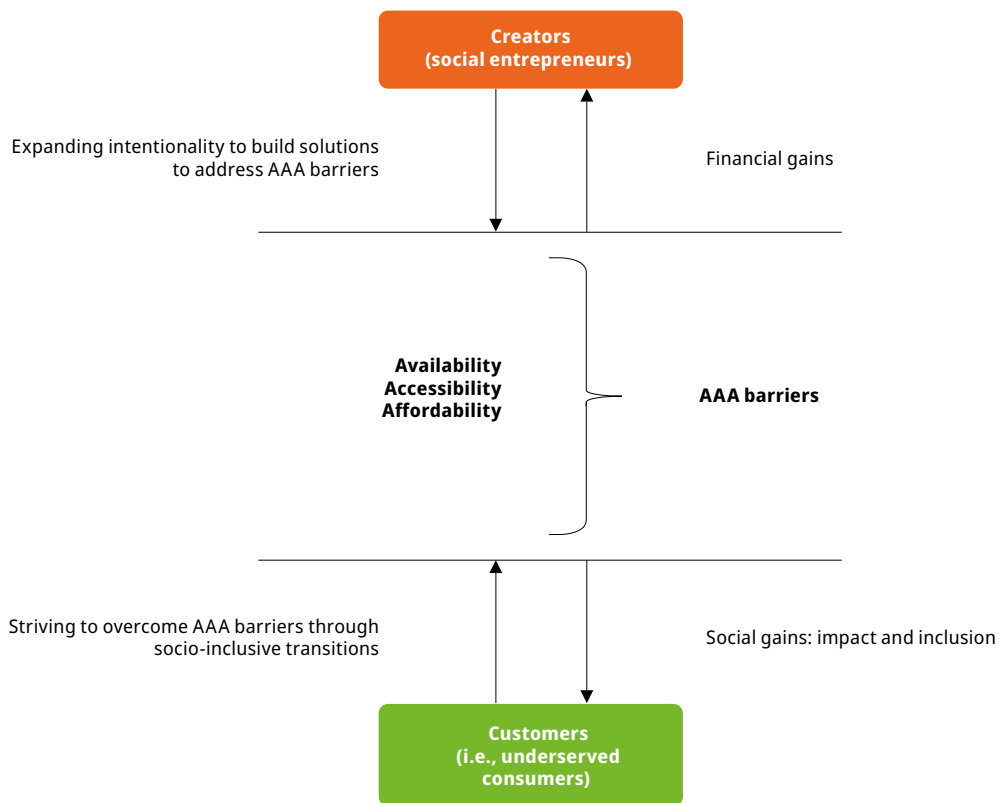 Creators
(social entrepreneurs)
Expanding intentionality to build solutions
to address AAA barriers
Financial gains
Availability
Accessibility
Affordability
AAA barriers
Striving to overcome AAA barriers through
socio-inclusive transitions
Social gains: impact and inclusion
Customers
(i.e., underserved
consumers)